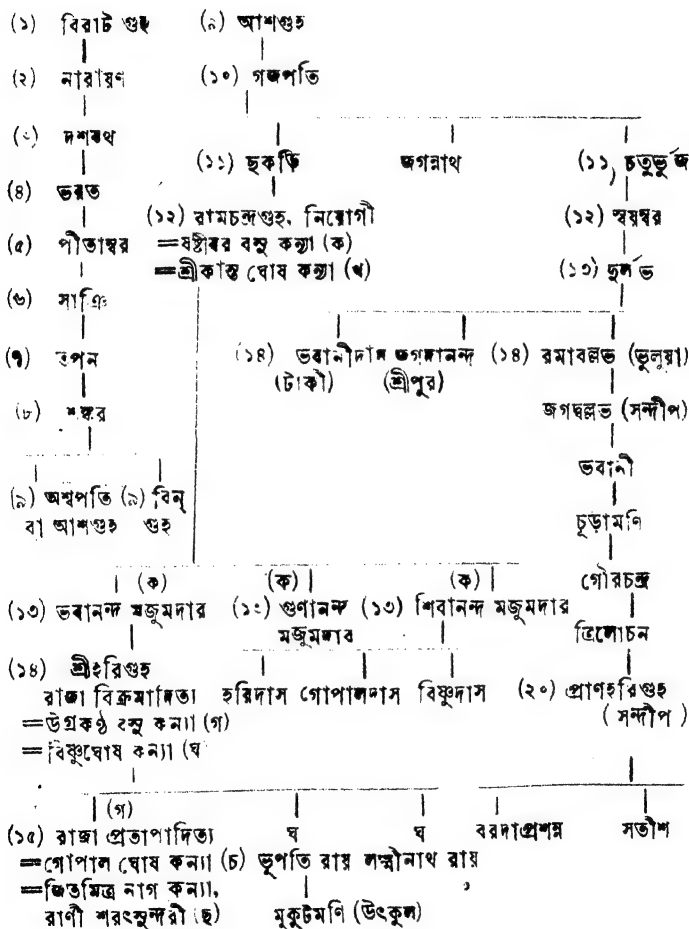 (১) বিরাট গুহ (৯) আশগুহ
(২) নারায়ণ (১০) গজপতি
(৩) দশরথ
(১১) ছকড়ি জগন্নাথ (১১) চতুর্ভুজ
(৪) ভরত
(১২) রামচন্দ্রগুহ, নিয়োগী (১২) স্বয়ম্বর
(৫) পীতাম্বর =ষষ্ঠীবর বসু কন্যা (ক)
=শ্রীকান্ত ঘোষ কন্যা (খ) (১৩) দুর্লভ
(৬) সাঞি
(৭) তপন (১৪) ভবানীদাস জগদানন্দ (১৪) রমাবল্লভ (ভুলুয়া)
(টাকী) (শ্রীপুর)
(৮) শঙ্কর জগদ্বল্লভ (সন্দীপ)
ভবানী
(৯) অশ্বপতি (৯) বিন্
বা আশগুহ গুহ চূড়ামণি
(ক) (ক) (ক) গৌরচন্দ্র
(১৩) ভবানন্দ মজুমদার (১৩) গুণানন্দ (১৩) শিবানন্দ মজুমদার
মজুমদার ত্রিলোচন
(১৪) শ্রীহরিগুহ
রাজা বিক্রমাদিত্য হরিদাস গোপালদাস বিষ্ণুদাস (২০) প্রাণহরিগুহ
=উগ্রকণ্ঠ বসু কন্যা (গ) (সন্দীপ)
=বিষ্ণুঘোষ কন্যা (ঘ
(গ)
(১৫) রাজা প্রতাপাদিত্য ঘ ঘ বরদাপ্রশন্ন সতীশ
=গোপাল ঘোষ কন্যা (চ) ভূপতি রায় লক্ষ্মীনাথ রায়
=জিতমিত্র নাগ কন্যা,
রাণী শরৎসুন্দরী (ছ) মুকুটমণি (উৎকুল)